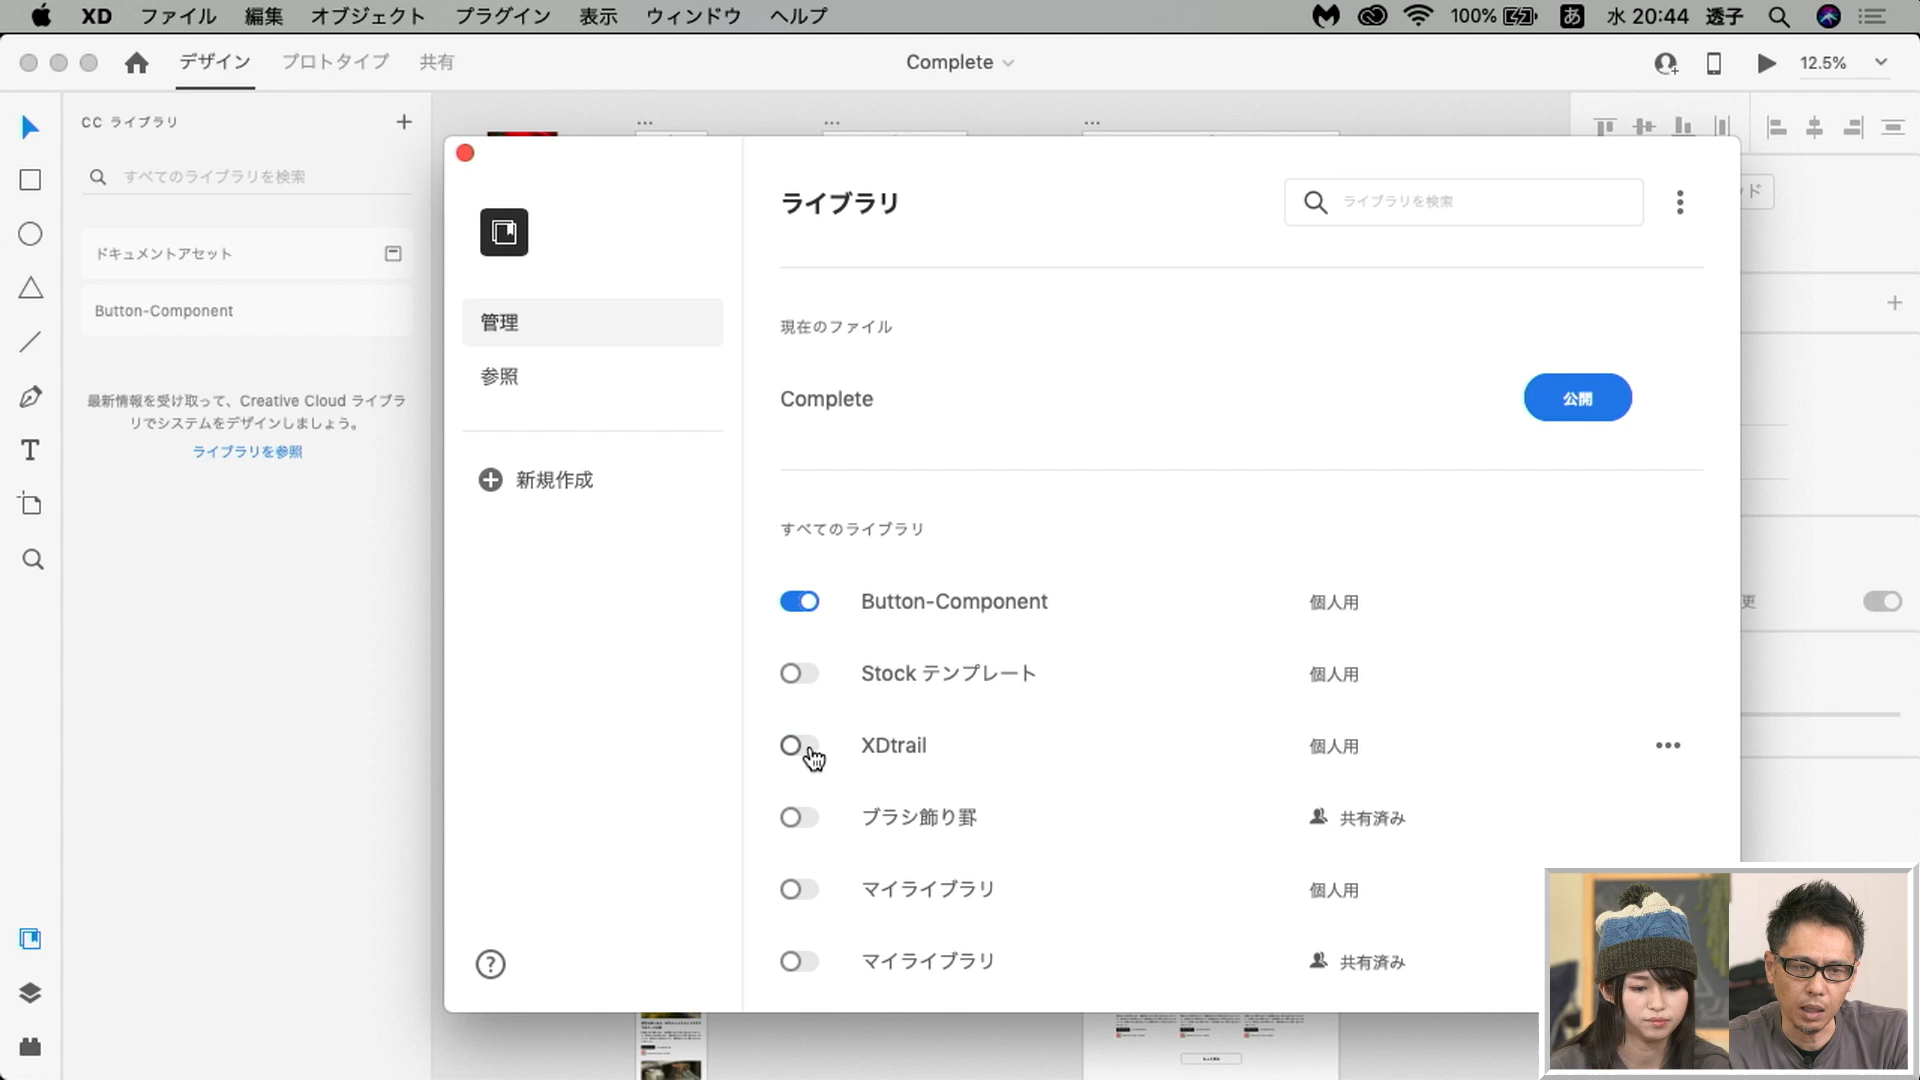 XD ファイル 編集 オブジェクト プラグイン 表示 ウィンドウ ヘルプ 100% あ 水 20:44 透子
デザイン プロトタイプ 共有 Complete 12.5%
CC ライブラリ
すべてのライブラリを検索
ドキュメントアセット
Button-Component
最新情報を受け取って、Creative Cloud ライブラ
リでシステムをデザインしましょう。
ライブラリを参照
管理
参照
新規作成
ライブラリ
ライブラリを検索
現在のファイル
Complete
公開
すべてのライブラリ
Button-Component 個人用
Stock テンプレート 個人用
XDtrail 個人用
ブラシ飾り罫 共有済み
マイライブラリ 個人用
マイライブラリ 共有済み
ド
更